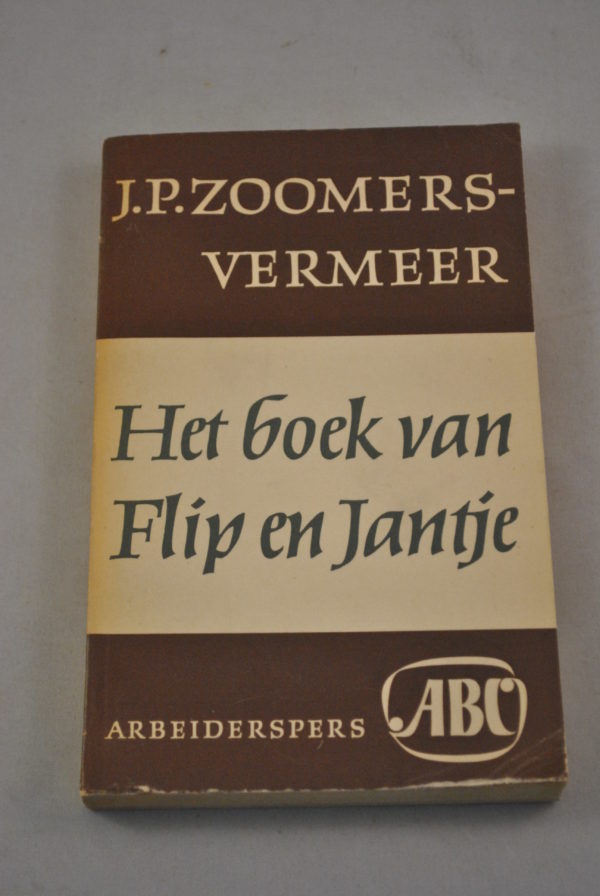 J.P. ZOOMERS-
VERMEER
Het boek van
Flip en Jantje
ARBEIDERSPERS
ABC